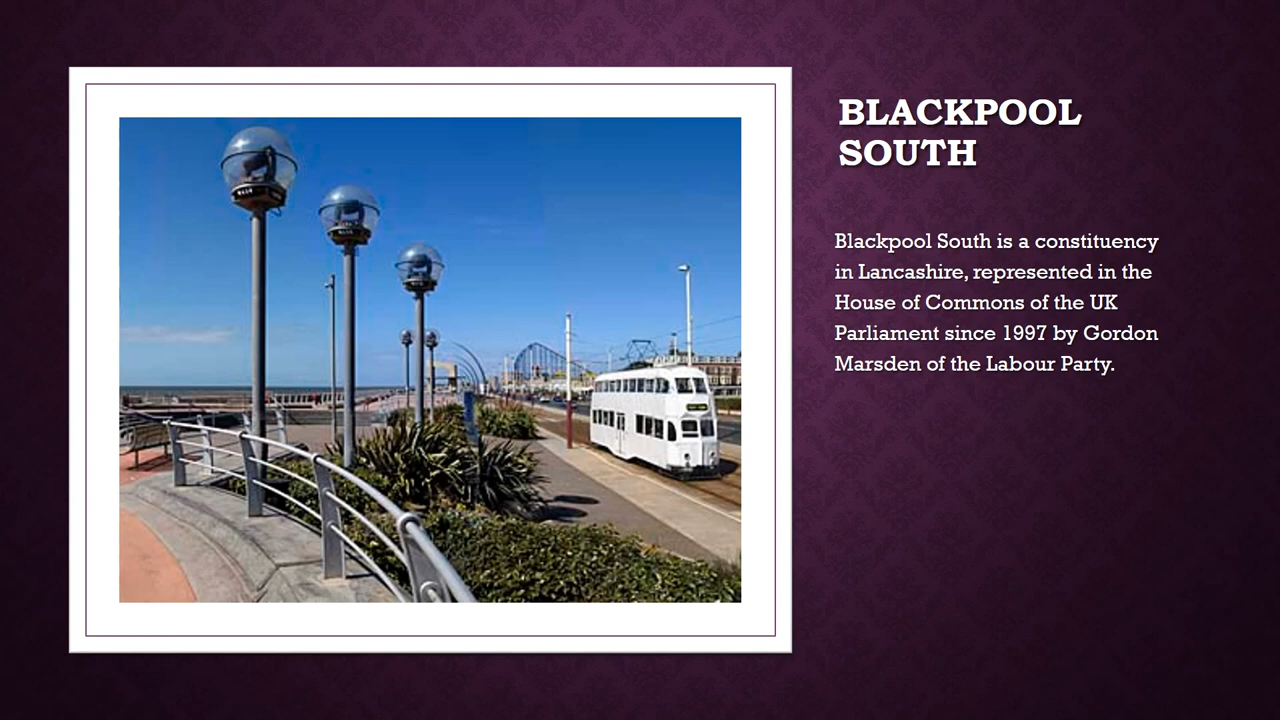 BLACKPOOL
SOUTH
Blackpool South is a constituency
in Lancashire, represented in the
House of Commons of the UK
Parliament since 1997 by Gordon
Marsden of the Labour Party.